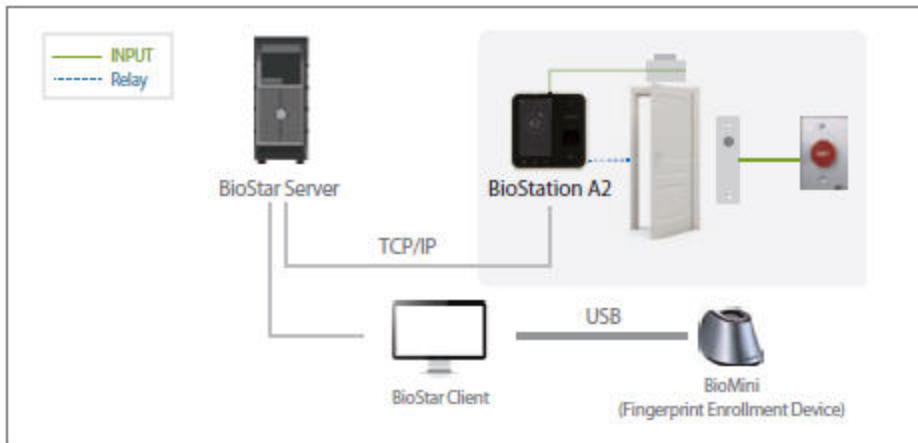 INPUT
Relay
BioStar Server
BioStation A2
TCP/IP
USB
BioStar Client
BioMini
(Fingerprint Enrollment Device)